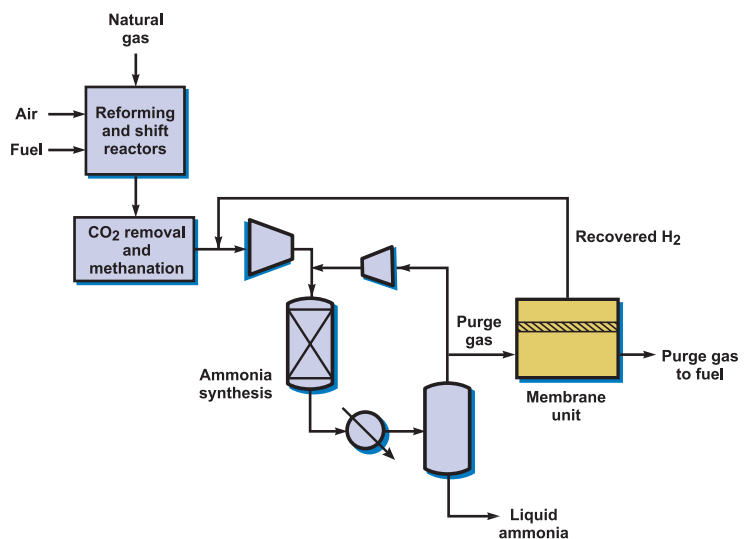 Natural
gas
Air
Fuel
Reforming
and shift
reactors
CO2 removal
and
methanation
Recovered H2
Purge
gas
Purge gas
to fuel
Membrane
unit
Ammonia
synthesis
Liquid
ammonia